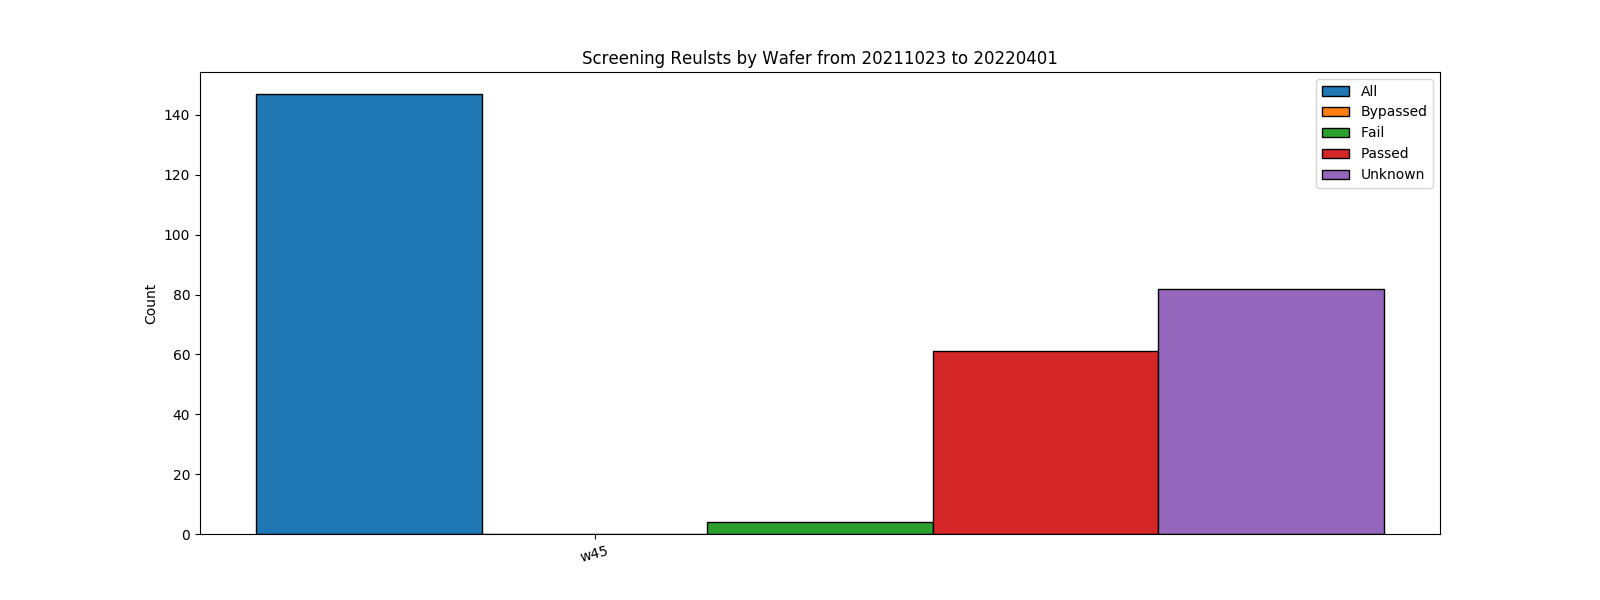 Screening Reulsts by Wafer from 20211023 to 20220401
All
Bypassed
Fail
Passed
Unknown
140
120
100
80
60
40
20
0
Count
w45